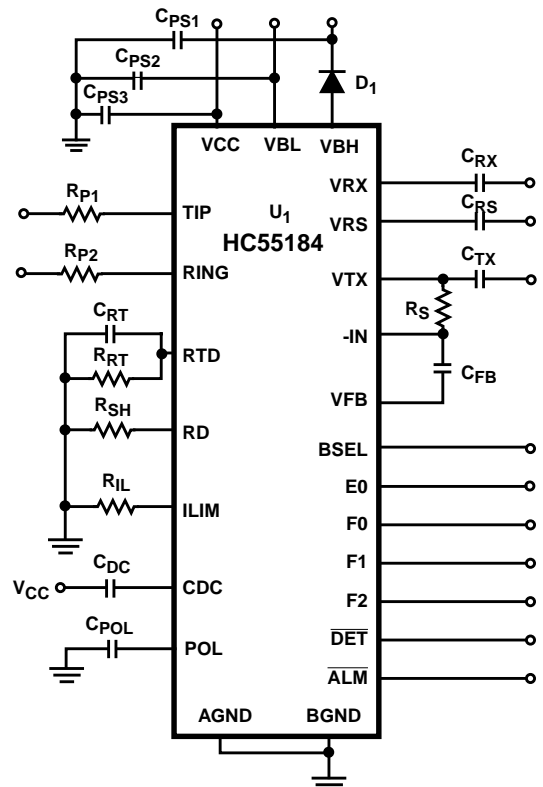 CPS1
CPS2
D1
CPS3
VCC VBL VBH
CRX
VRX
RP1 CRS
TIP U1 VRS
HC55184
RP2 CTX
RING VTX
RS
CRT
-IN
RTD
RRT
CFB
RSH VFB
RD
BSEL
RIL E0
ILIM F0
CDC F1
VCC CDC
F2
CPOL
DET
POL
ALM
AGND BGND